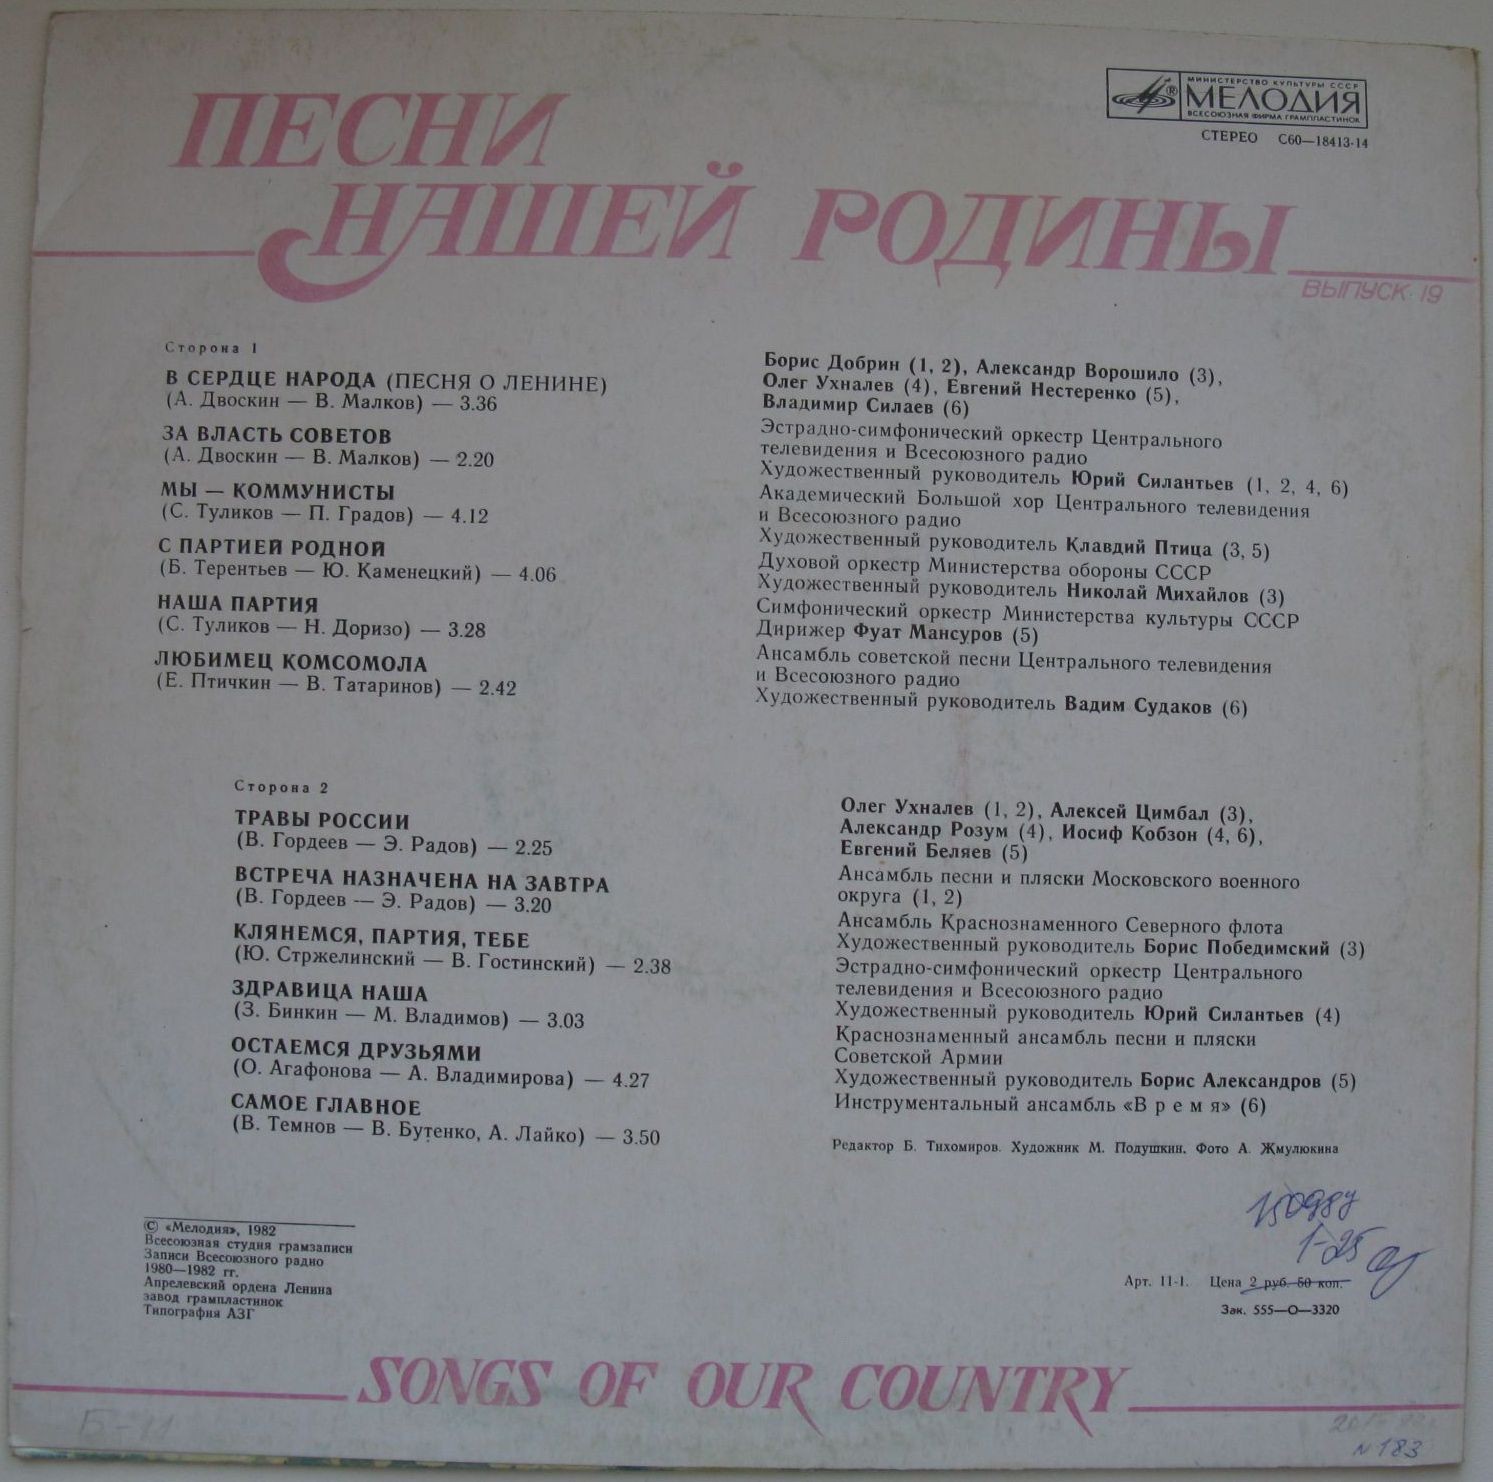 ПЕСНИ
НАШЕЙ РОДИНЫ
ВЫПУСК 19
МИНИСТЕРСТВО КУЛЬТУРЫ СССР
МЕЛОДИЯ
ВСЕСОЮЗНАЯ ФИРМА ГРАМПЛАСТИНОК
СТЕРЕО С60—18413-14
Сторона 1
В СЕРДЦЕ НАРОДА (ПЕСНЯ О ЛЕНИНЕ)
(А. Двоскин — В. Малков) — 3.36
ЗА ВЛАСТЬ СОВЕТОВ
(А. Двоскин — В. Малков) — 2.20
МЫ — КОММУНИСТЫ
(С. Туликов — П. Градов) — 4.12
С ПАРТИЕЙ РОДНОЙ
(Б. Терентьев — Ю. Каменецкий) — 4.06
НАША ПАРТИЯ
(С. Туликов — Н. Доризо) — 3.28
ЛЮБИМЕЦ КОМСОМОЛА
(Е. Птичкин — В. Татаринов) — 2.42
Борис Добрин (1, 2), Александр Ворошило (3),
Олег Ухналев (4), Евгений Нестеренко (5),
Владимир Силаев (6)
Эстрадно-симфонический оркестр Центрального
телевидения и Всесоюзного радио
Художественный руководитель Юрий Силантьев (1, 2, 4, 6)
Академический Большой хор Центрального телевидения
и Всесоюзного радио
Художественный руководитель Клавдий Птица (3, 5)
Духовой оркестр Министерства обороны СССР
Художественный руководитель Николай Михайлов (3)
Симфонический оркестр Министерства культуры СССР
Дирижер Фуат Мансуров (5)
Ансамбль советской песни Центрального телевидения
и Всесоюзного радио
Художественный руководитель Вадим Судаков (6)
Сторона 2
ТРАВЫ РОССИИ
(В. Гордеев — Э. Радов) — 2.25
ВСТРЕЧА НАЗНАЧЕНА НА ЗАВТРА
(В. Гордеев — Э. Радов) — 3.20
КЛЯНЕМСЯ, ПАРТИЯ, ТЕБЕ
(Ю. Стржелинский — В. Гостинский) — 2.38
ЗДРАВИЦА НАША
(З. Бинкин — М. Владимов) — 3.03
ОСТАЕМСЯ ДРУЗЬЯМИ
(О. Агафонова — А. Владимирова) — 4.27
САМОЕ ГЛАВНОЕ
(В. Темнов — В. Бутенко, А. Лайко) — 3.50
Олег Ухналев (1, 2), Алексей Цимбал (3),
Александр Розум (4), Иосиф Кобзон (4, 6),
Евгений Беляев (5)
Ансамбль песни и пляски Московского военного
округа (1, 2)
Ансамбль Краснознаменного Северного флота
Художественный руководитель Борис Победимский (3)
Эстрадно-симфонический оркестр Центрального
телевидения и Всесоюзного радио
Художественный руководитель Юрий Силантьев (4)
Краснознаменный ансамбль песни и пляски
Советской Армии
Художественный руководитель Борис Александров (5)
Инструментальный ансамбль «Время» (6)
Редактор Б. Тихомиров. Художник М. Подушкин. Фото А. Жмулюкина
© «Мелодия», 1982
Всесоюзная студия грамзаписи
Записи Всесоюзного радио
1980—1982 гг.
Апрелевский ордена Ленина
завод грампластинок
Типография АЗГ
1-25
Арт. 11-1. Цена 2 руб. 50 коп.
Зак. 555—О—3320
SONGS OF OUR COUNTRY
Б-11
N 183